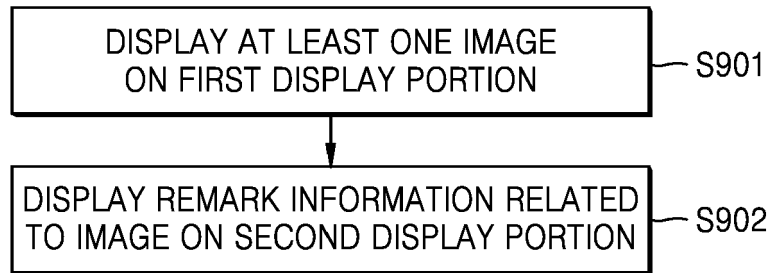 DISPLAY AT LEAST ONE IMAGE
ON FIRST DISPLAY PORTION
S901
DISPLAY REMARK INFORMATION RELATED
TO IMAGE ON SECOND DISPLAY PORTION
S902